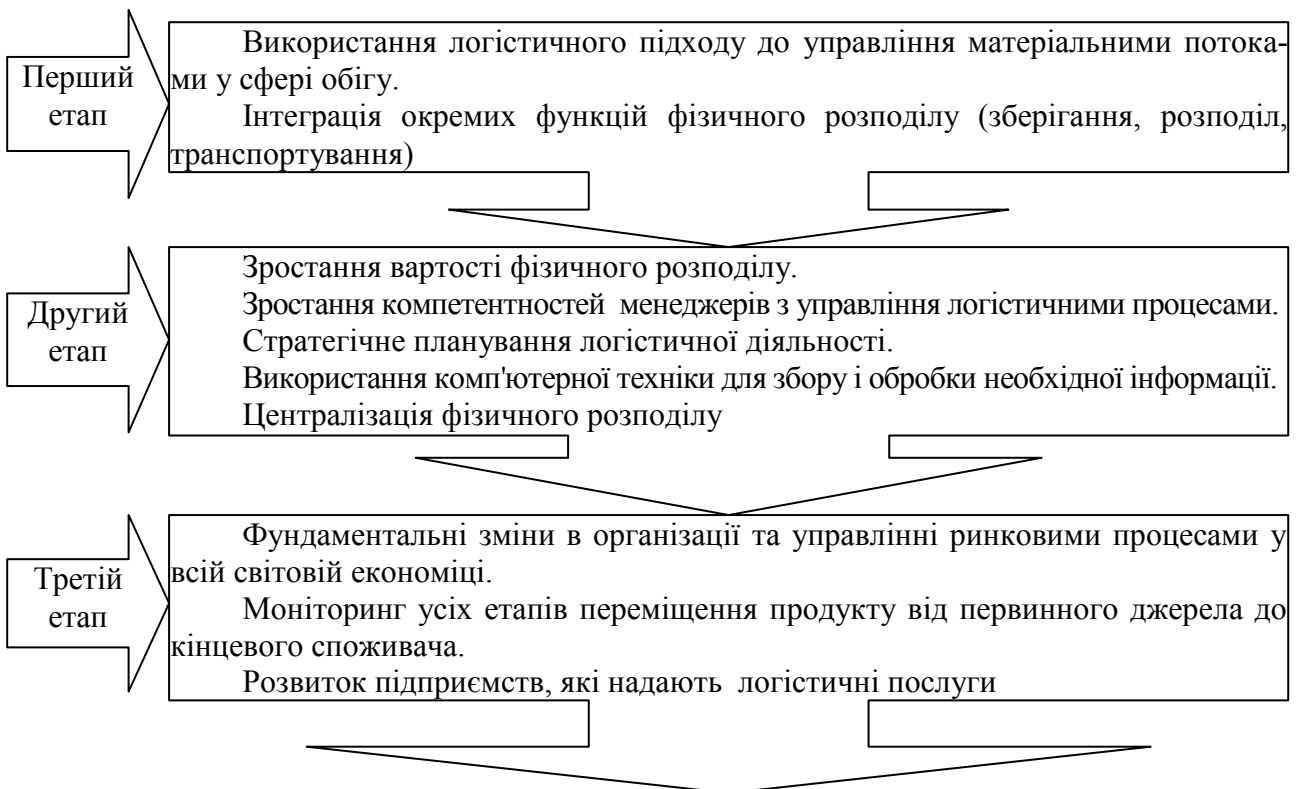 Перший
етап
Використання логістичного підходу до управління матеріальними потока-
ми у сфері обігу.
Інтеграція окремих функцій фізичного розподілу (зберігання, розподіл,
транспортування)
Другий
етап
Зростання вартості фізичного розподілу.
Зростання компетентностей менеджерів з управління логістичними процесами.
Стратегічне планування логістичної діяльності.
Використання комп'ютерної техніки для збору і обробки необхідної інформації.
Централізація фізичного розподілу
Третій
етап
Фундаментальні зміни в організації та управлінні ринковими процесами у
всій світовій економіці.
Моніторинг усіх етапів переміщення продукту від первинного джерела до
кінцевого споживача.
Розвиток підприємств, які надають логістичні послуги